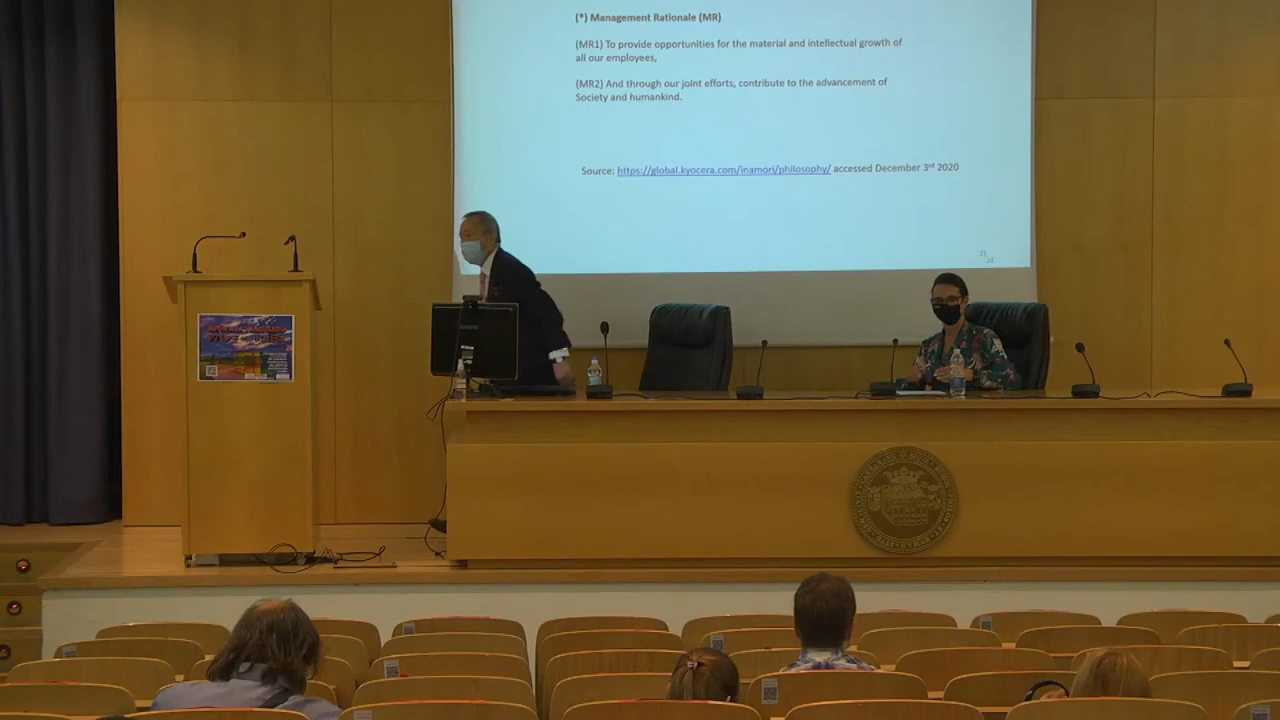 (*) Management Rationale (MR)
(MR1) To provide opportunities for the material and intellectual growth of
all our employees,
(MR2) And through our joint efforts, contribute to the advancement of
Society and humankind.
Source: https://global.kyocera.com/inamori/philosophy/ accessed December 3rd 2020